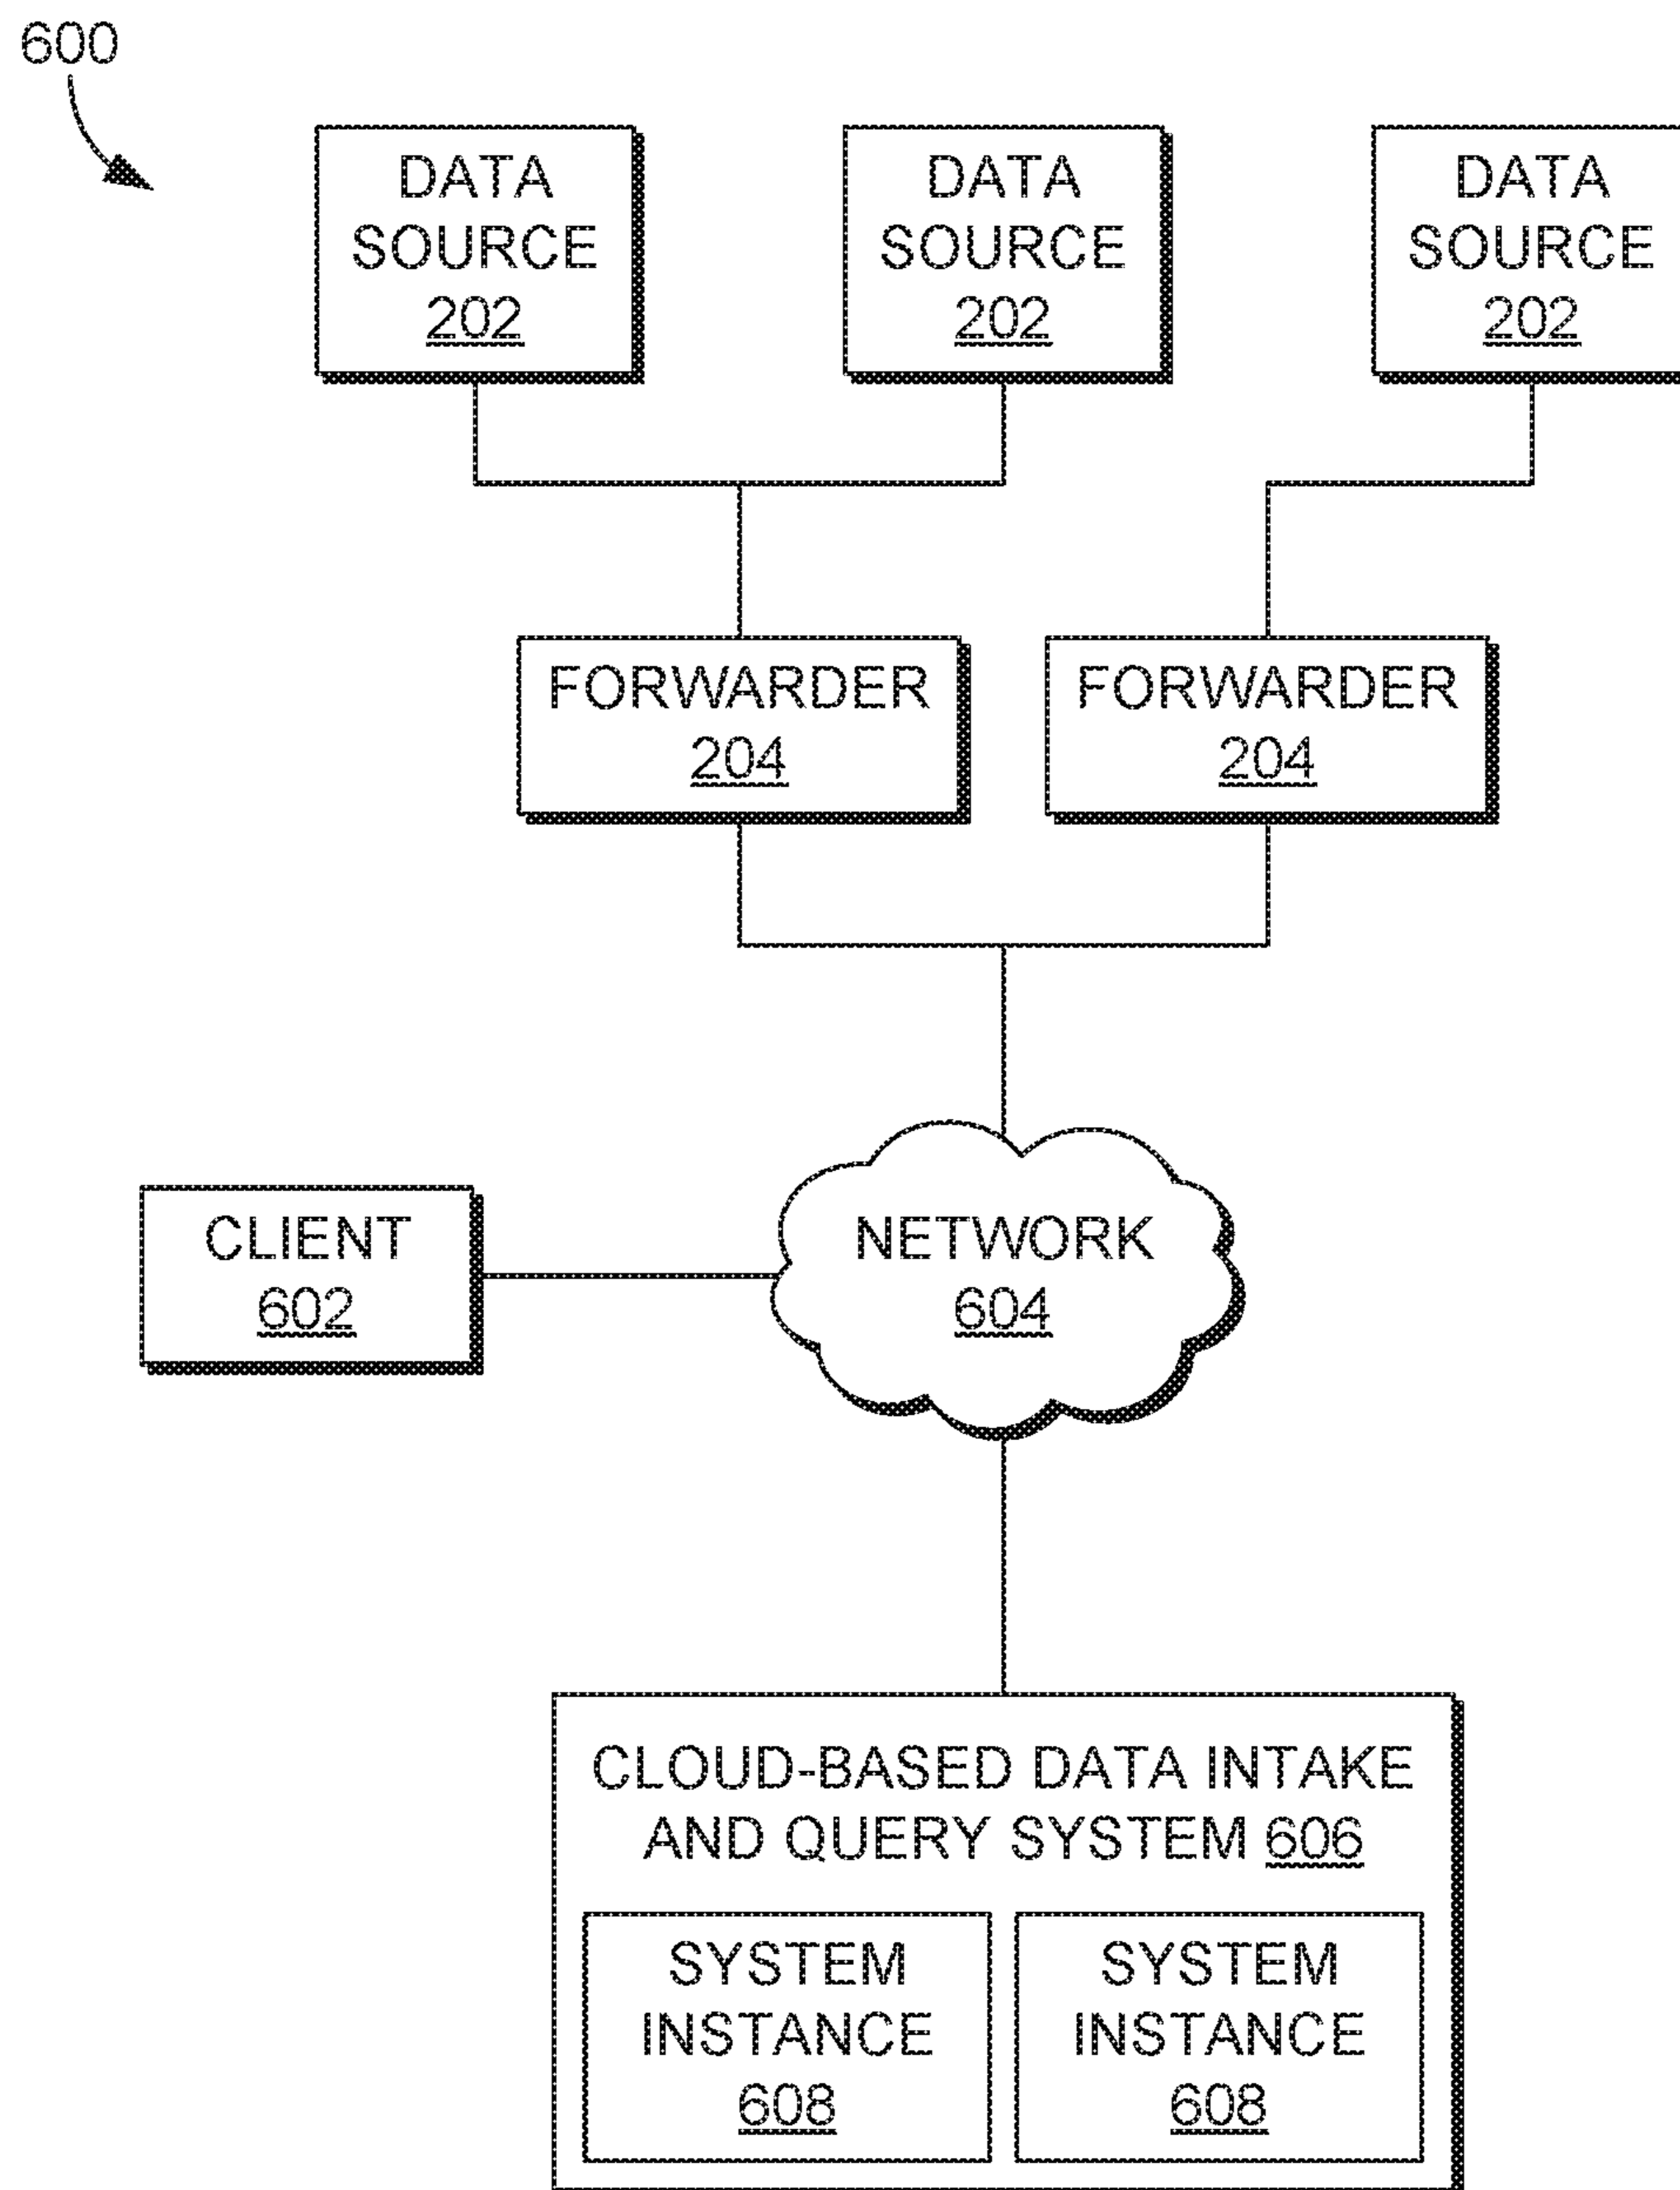 600
DATA
SOURCE
202
DATA
SOURCE
202
DATA
SOURCE
202
FORWARDER
204
FORWARDER
204
CLIENT
602
NETWORK
604
CLOUD-BASED DATA INTAKE
AND QUERY SYSTEM 606
SYSTEM
INSTANCE
608
SYSTEM
INSTANCE
608